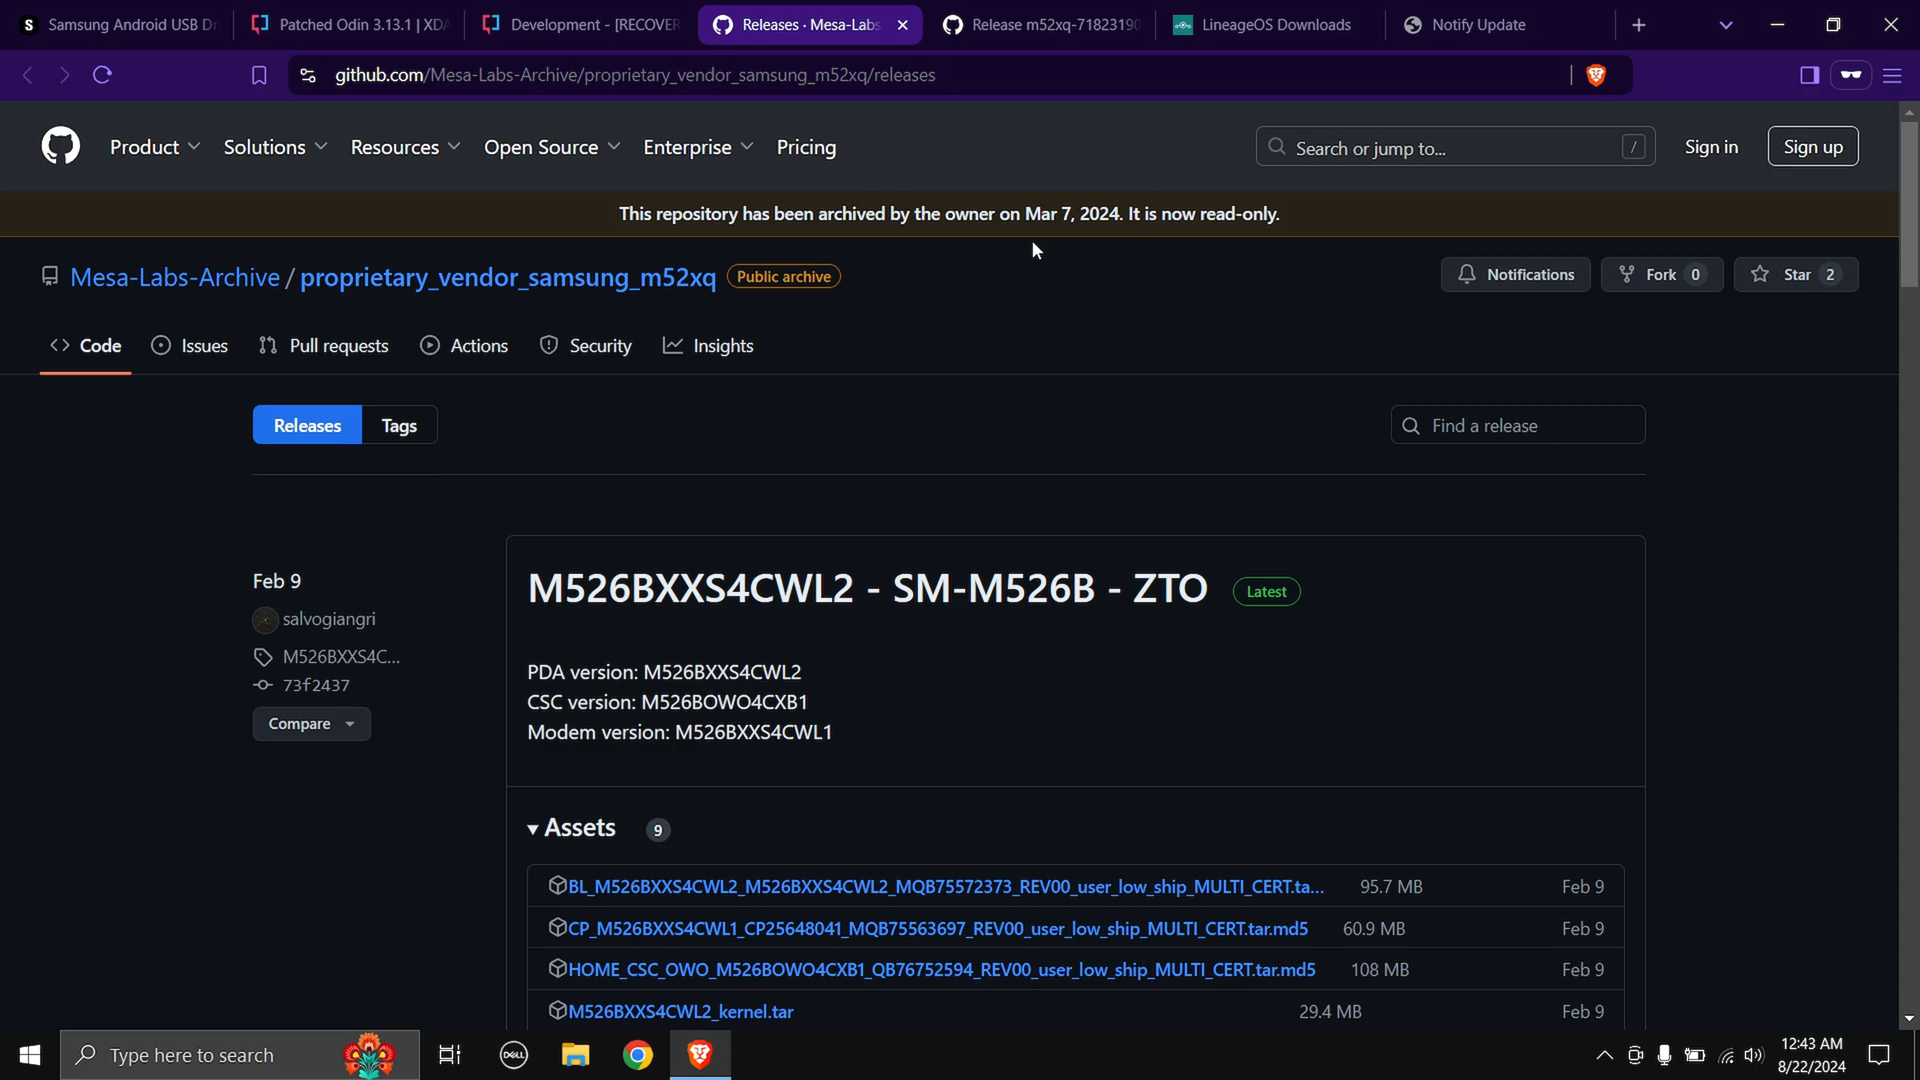 Samsung Android USB Dr
Patched Odin 3.13.1 | XDA
Development - [RECOVER
Releases · Mesa-Labs
Release m52xq-71823190
LineageOS Downloads
Notify Update
github.com/Mesa-Labs-Archive/proprietary_vendor_samsung_m52xq/releases
Product
Solutions
Resources
Open Source
Enterprise
Pricing
Search or jump to...
/
Sign in
Sign up
This repository has been archived by the owner on Mar 7, 2024. It is now read-only.
Mesa-Labs-Archive / proprietary_vendor_samsung_m52xq
Public archive
Notifications
Fork 0
Star 2
Code
Issues
Pull requests
Actions
Security
Insights
Releases
Tags
Find a release
Feb 9
salvogiangri
M526BXXS4C...
73f2437
Compare
M526BXXS4CWL2 - SM-M526B - ZTO
Latest
PDA version: M526BXXS4CWL2
CSC version: M526BOWO4CXB1
Modem version: M526BXXS4CWL1
Assets 9
BL_M526BXXS4CWL2_M526BXXS4CWL2_MQB75572373_REV00_user_low_ship_MULTI_CERT.ta... 95.7 MB Feb 9
CP_M526BXXS4CWL1_CP25648041_MQB75563697_REV00_user_low_ship_MULTI_CERT.tar.md5 60.9 MB Feb 9
HOME_CSC_OWO_M526BOWO4CXB1_QB76752594_REV00_user_low_ship_MULTI_CERT.tar.md5 108 MB Feb 9
M526BXXS4CWL2_kernel.tar 29.4 MB Feb 9
Type here to search
DELL
12:43 AM
8/22/2024